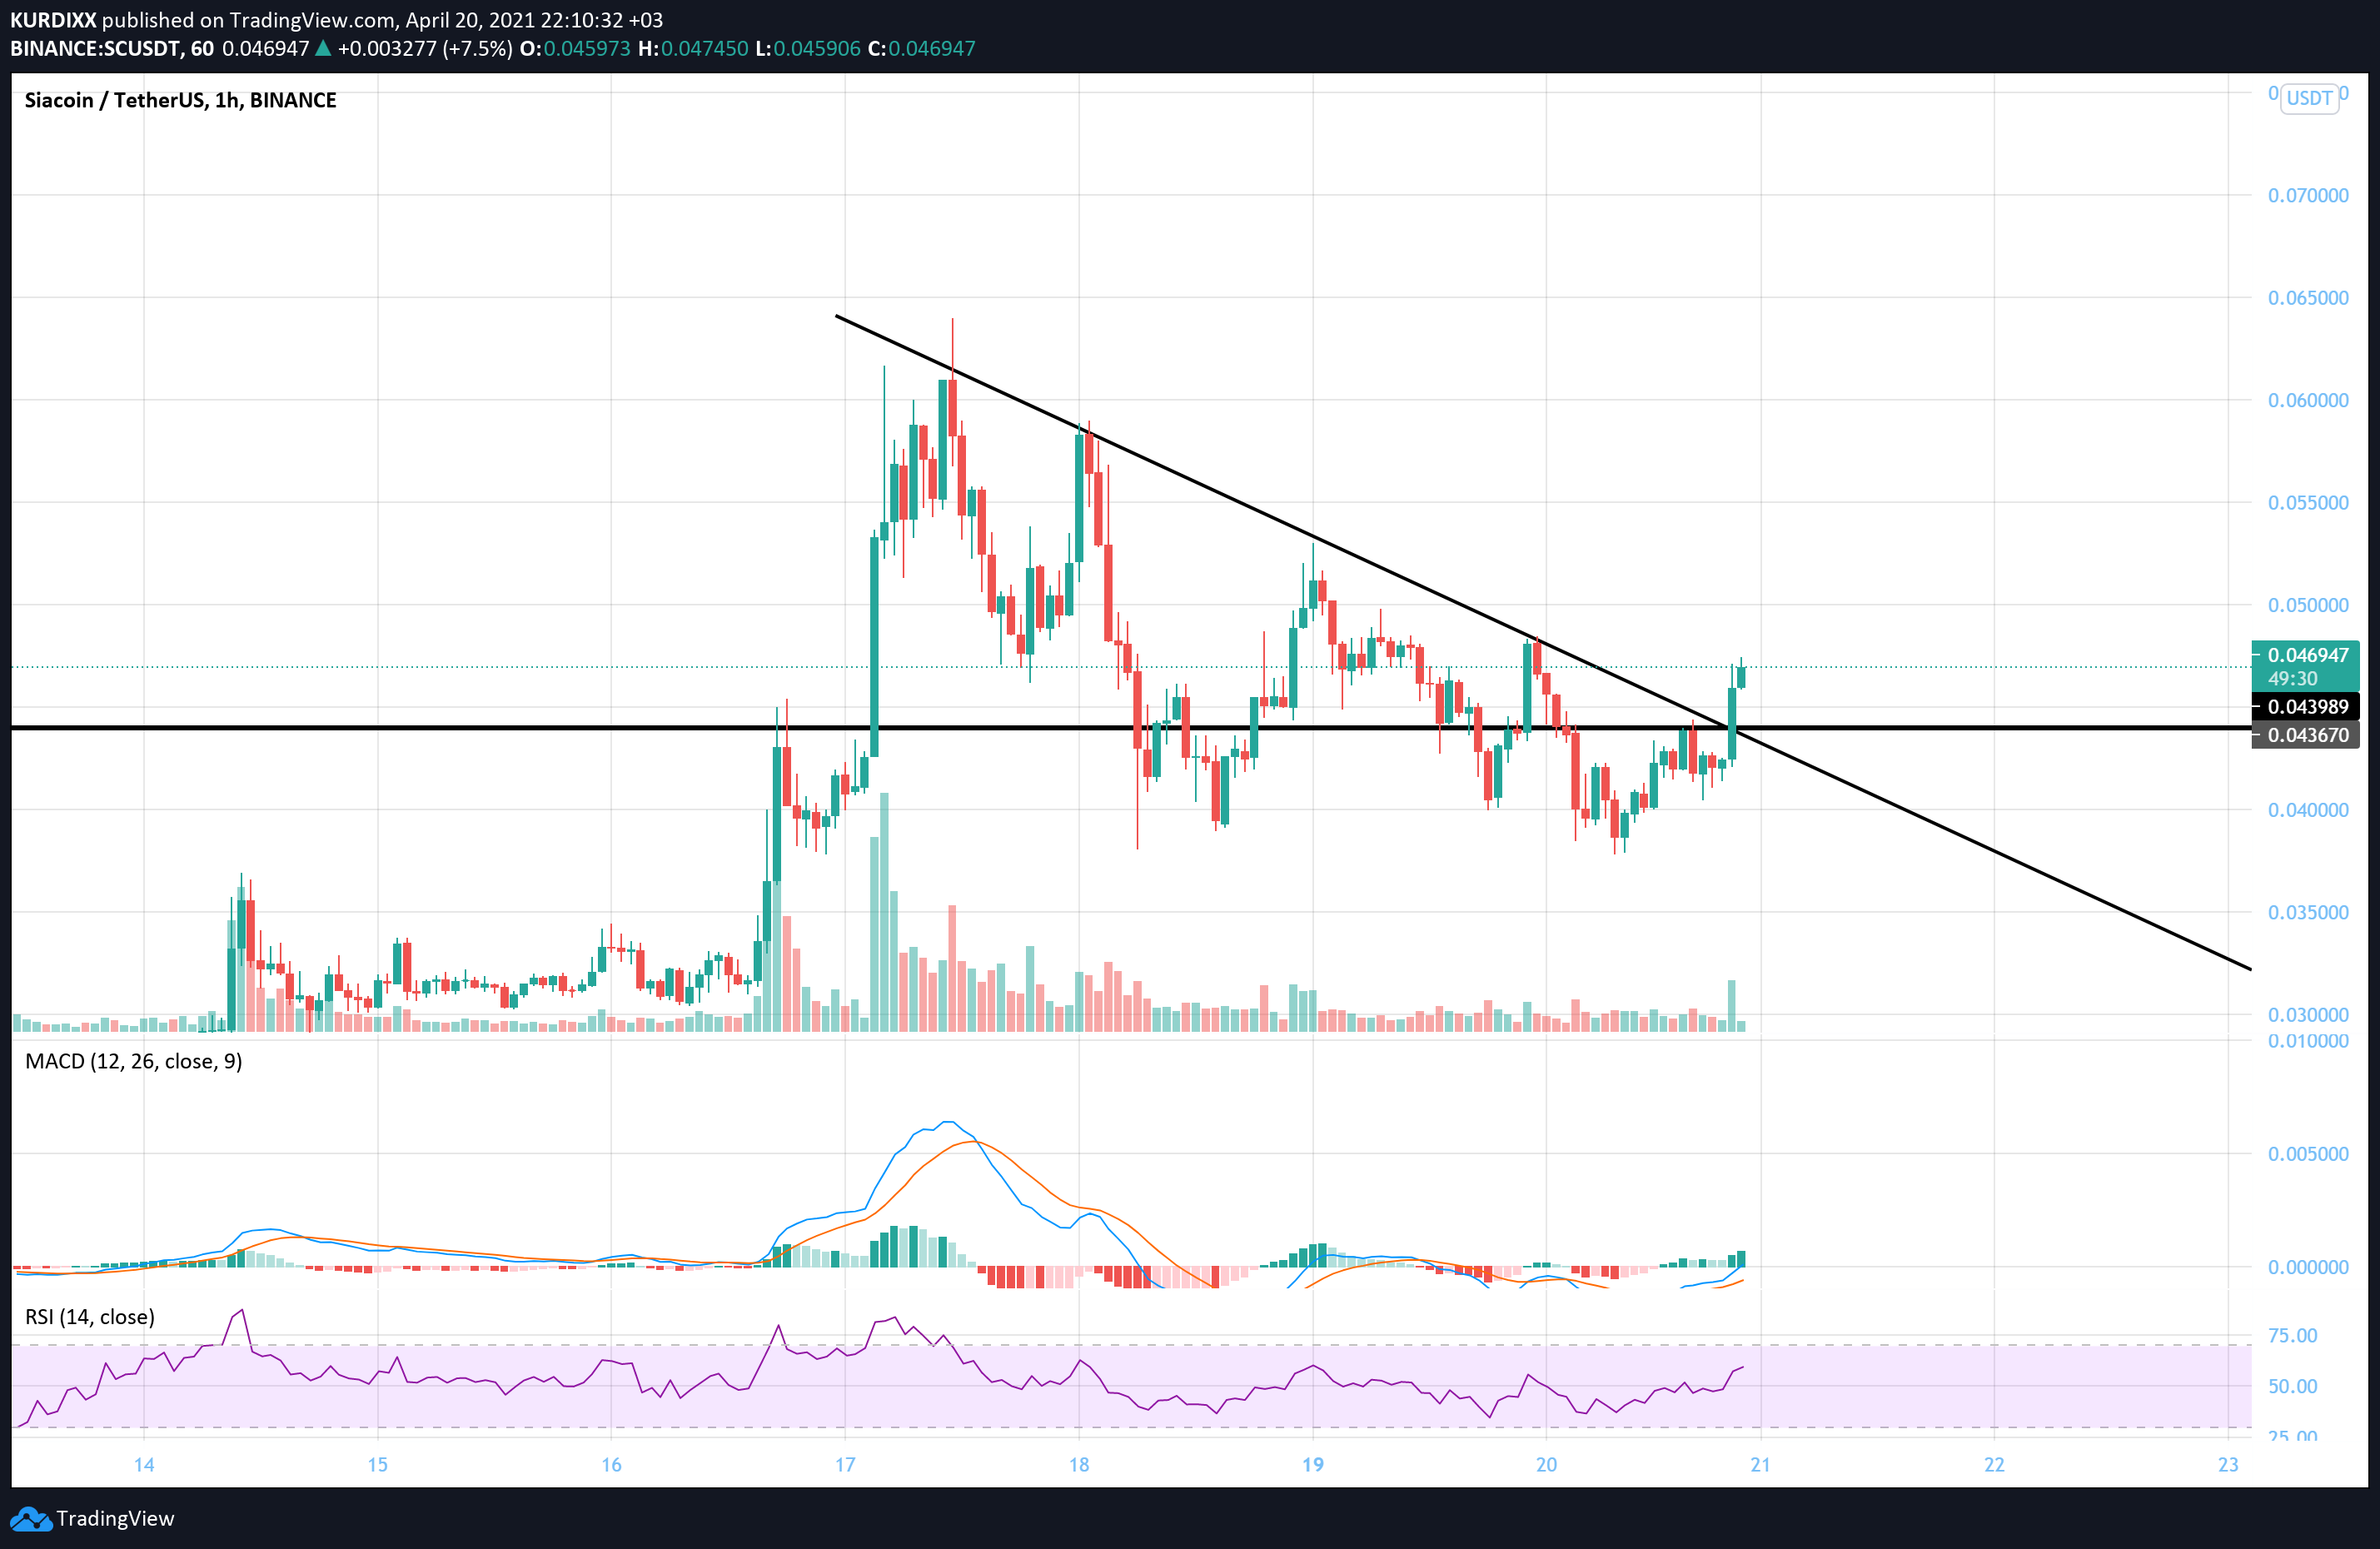 KURDIXX published on TradingView.com, April 20, 2021 22:10:32 +03
BINANCE:SCUSDT, 60 0.046947 ▲ +0.003277 (+7.5%) O:0.045973 H:0.047450 L:0.045906 C:0.046947
Siacoin / TetherUS, 1h, BINANCE
USDT
0.070000
0.065000
0.060000
0.055000
0.050000
0.046947
49:30
0.043989
0.043670
0.040000
0.035000
0.030000
MACD (12, 26, close, 9)
0.010000
0.005000
0.000000
RSI (14, close)
75.00
50.00
25.00
14 15 16 17 18 19 20 21 22 23
TradingView